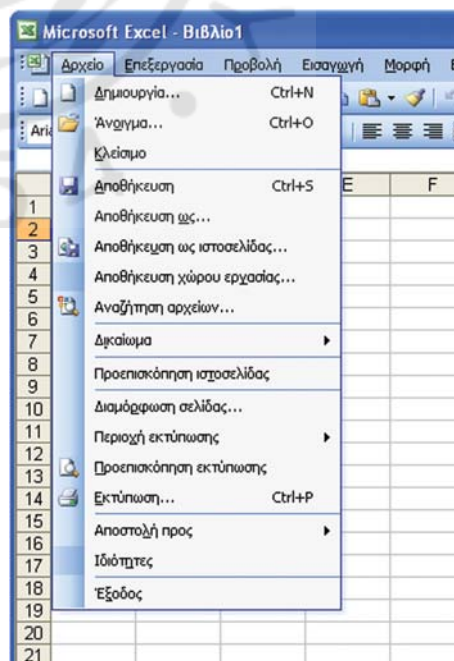 Microsoft Excel - Βιβλίο1
Αρχείο Επεξεργασία Προβολή Εισαγωγή Μορφή
Δημιουργία... Ctrl+N
Άνοιγμα... Ctrl+O
Κλείσιμο
Αποθήκευση Ctrl+S
Αποθήκευση ως...
Αποθήκευση ως ιστοσελίδας...
Αποθήκευση χώρου εργασίας...
Αναζήτηση αρχείων...
Δικαίωμα
Προεπισκόπηση ιστοσελίδας
Διαμόρφωση σελίδας...
Περιοχή εκτύπωσης
Προεπισκόπηση εκτύπωσης
Εκτύπωση... Ctrl+P
Αποστολή προς
Ιδιότητες
Έξοδος
E F
1
2
3
4
5
6
7
8
9
10
11
12
13
14
15
16
17
18
19
20
21